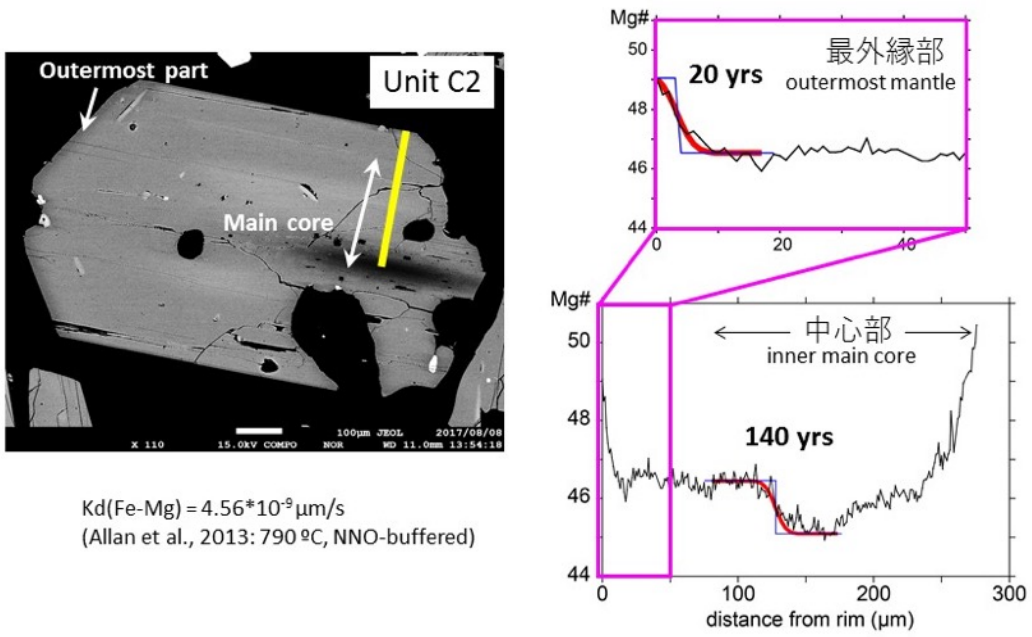 Outermost part
Unit C2
Main core
100μm JEOL 2017/08/08
X 110 15.0kV COMPO NOR WD 11.0mm 13:54:18
Kd(Fe-Mg) = 4.56*10-9 μm/s
(Allan et al., 2013: 790 ºC, NNO-buffered)
Mg#
50
48
46
44
0 20 40
20 yrs
最外縁部
outermost mantle
Mg#
50
48
46
44
中心部
inner main core
140 yrs
0 100 200 300
distance from rim (μm)